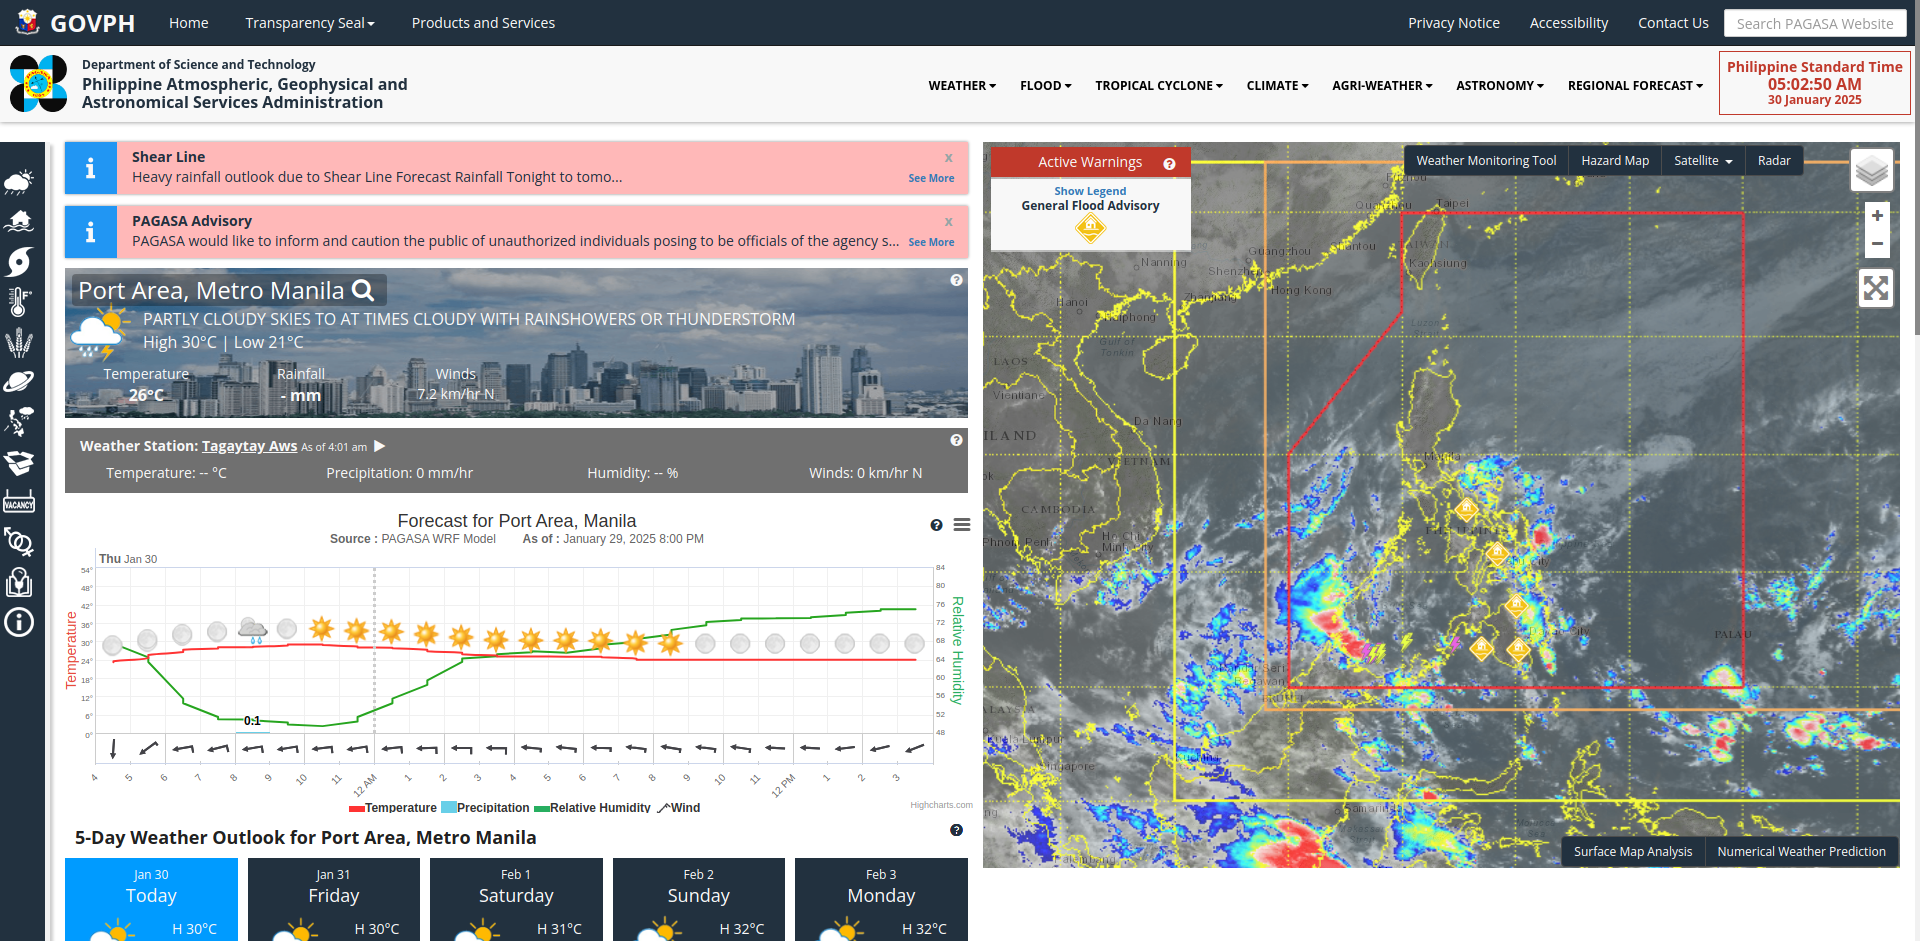 GOVPH
Home
Transparency Seal
Products and Services
Privacy Notice
Accessibility
Contact Us
Search PAGASA Website
Department of Science and Technology
Philippine Atmospheric, Geophysical and
Astronomical Services Administration
WEATHER
FLOOD
TROPICAL CYCLONE
CLIMATE
AGRI-WEATHER
ASTRONOMY
REGIONAL FORECAST
Philippine Standard Time
05:02:50 AM
30 January 2025
VACANCY
Shear Line
x
Heavy rainfall outlook due to Shear Line Forecast Rainfall Tonight to tomo...
See More
PAGASA Advisory
x
PAGASA would like to inform and caution the public of unauthorized individuals posing to be officials of the agency s...
See More
Port Area, Metro Manila
PARTLY CLOUDY SKIES TO AT TIMES CLOUDY WITH RAINSHOWERS OR THUNDERSTORM
High 30°C | Low 21°C
Temperature
Rainfall
Winds
26°C
- mm
7.2 km/hr N
Weather Station: Tagaytay Aws As of 4:01 am
Temperature: -- °C
Precipitation: 0 mm/hr
Humidity: -- %
Winds: 0 km/hr N
Forecast for Port Area, Manila
Source : PAGASA WRF Model As of : January 29, 2025 8:00 PM
Thu Jan 30
Temperature
54°
48°
42°
36°
30°
24°
18°
12°
6°
0°
84
80
76
72
68
64
60
56
52
48
Relative Humidity
0.1
4 5 6 7 8 9 10 11 12 AM 1 2 3 4 5 6 7 8 9 10 11 12 PM 1 2 3
Temperature Precipitation Relative Humidity Wind
Highcharts.com
5-Day Weather Outlook for Port Area, Metro Manila
Jan 30
Today
H 30°C
Jan 31
Friday
H 30°C
Feb 1
Saturday
H 31°C
Feb 2
Sunday
H 32°C
Feb 3
Monday
H 32°C
Active Warnings
Show Legend
General Flood Advisory
Weather Monitoring Tool
Hazard Map
Satellite
Radar
+
−
Taipei
Guangzhou
Shantou
Kaohsiung
Nanning
Shenzhen
Hong Kong
Hanoi
Haiphong
Gulf of
Tonkin
Luzon
LAOS
Vientiane
Da Nang
VIETNAM
CAMBODIA
Phnom Penh
Ho Chi
Minh City
Manila
Davao City
PALAU
Kuala Lumpur
Singapore
Kuching
Samarinda
Palembang
Surface Map Analysis
Numerical Weather Prediction